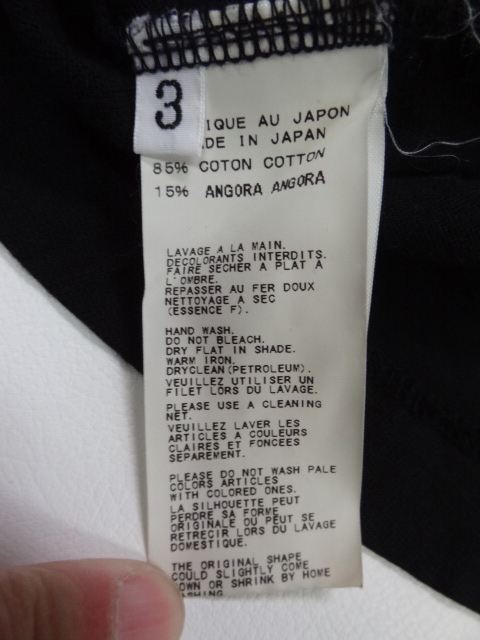 3
IQUE AU JAPON
DE IN JAPAN
85% COTON COTTON
15% ANGORA ANGORA
LAVAGE A LA MAIN.
DECOLORANTS INTERDITS.
FAIRE SECHER A PLAT A
L'OMBRE.
REPASSER AU FER DOUX
NETTOYAGE A SEC
(ESSENCE F).
HAND WASH.
DO NOT BLEACH.
DRY FLAT IN SHADE.
WARM IRON.
DRYCLEAN(PETROLEUM).
VEUILLEZ UTILISER UN
FILET LORS DU LAVAGE.
PLEASE USE A CLEANING
NET.
VEUILLEZ LAVER LES
ARTICLES A COULEURS
CLAIRES ET FONCEES
SEPAREMENT.
PLEASE DO NOT WASH PALE
COLORS ARTICLES
WITH COLORED ONES.
LA SILHOUETTE PEUT
PERDRE SA FORME
ORIGINALE OU PEUT SE
RETRECIR LORS DU LAVAGE
DOMESTIQUE.
THE ORIGINAL SHAPE
COULD SLIGHTLY COME
DOWN OR SHRINK BY HOME
WASHING.